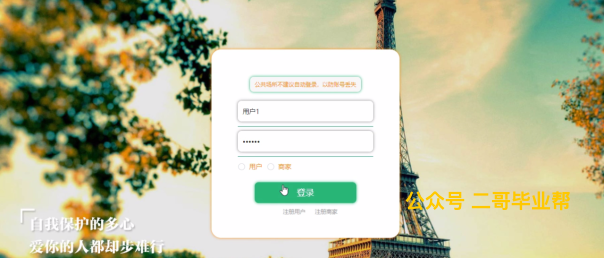 公共场所不建议自动登录，以防账号丢失
用户1
••••••
用户 商家
登录
注册用户 注册商家
公众号 二哥毕业帮
自我保护的多心
爱你的人都却步难行